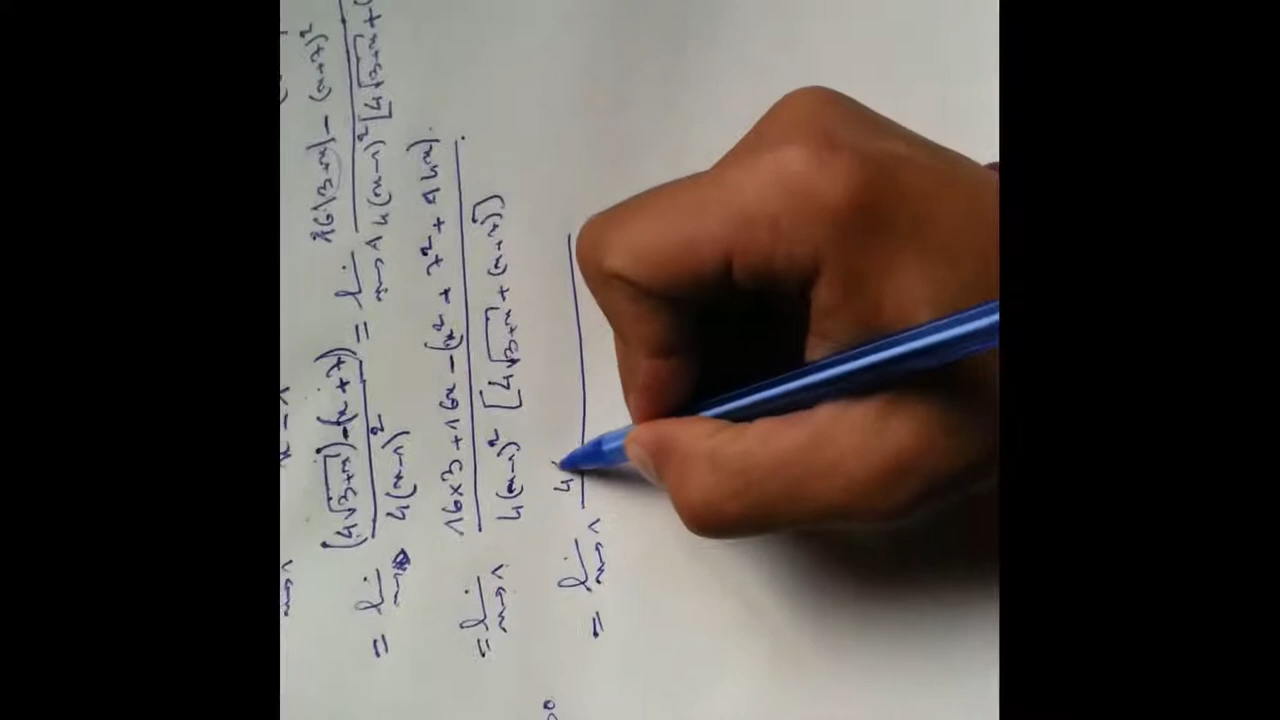 = lim x→1 (4√3+x) - (x+7) / 4(x-1)² = lim x→1 16(3+x) - (x+7)² / 4(x-1)² [4√3+x +
= lim x→1 16×3+16x - (x² + 7² + 14x) / 4(x-1)² [4√3+x + (x+7)]
= lim x→1 4